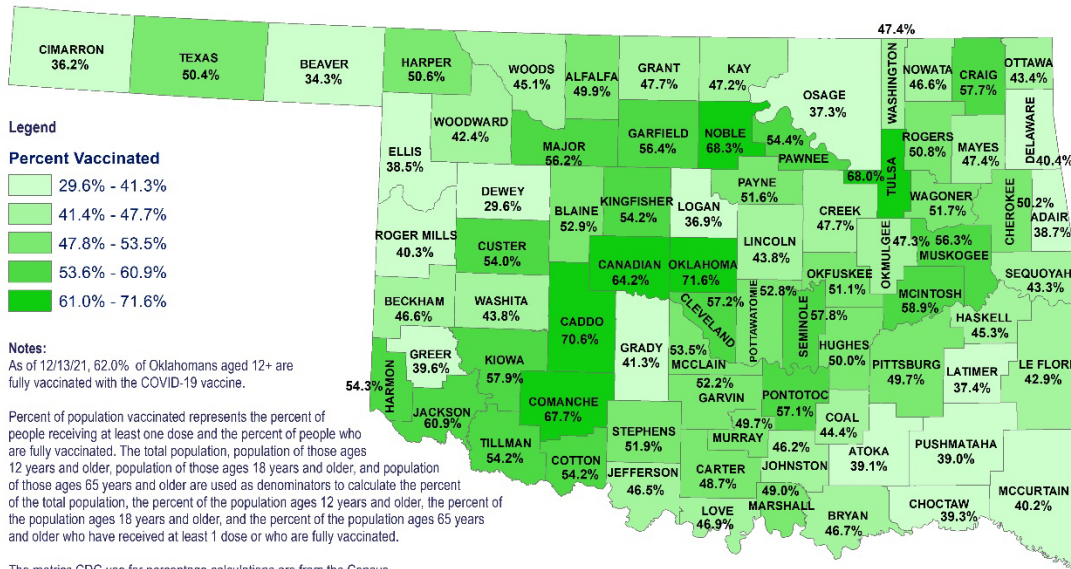 CIMARRON
36.2%
TEXAS
50.4%
BEAVER
34.3%
HARPER
50.6%
WOODS
45.1%
ALFALFA
49.9%
GRANT
47.7%
KAY
47.2%
OSAGE
37.3%
47.4%
WASHINGTON
NOWATA
46.6%
CRAIG
57.7%
OTTAWA
43.4%
DELAWARE
40.4%
WOODWARD
42.4%
ELLIS
38.5%
MAJOR
56.2%
GARFIELD
56.4%
NOBLE
68.3%
54.4%
PAWNEE
68.0%
TULSA
ROGERS
50.8%
MAYES
47.4%
DEWEY
29.6%
BLAINE
52.9%
KINGFISHER
54.2%
LOGAN
36.9%
PAYNE
51.6%
CREEK
47.7%
WAGONER
51.7%
50.2%
CHEROKEE
ADAIR
38.7%
ROGER MILLS
40.3%
CUSTER
54.0%
CANADIAN
64.2%
OKLAHOMA
71.6%
LINCOLN
43.8%
OKMULGEE
47.3%
56.3%
MUSKOGEE
SEQUOYAH
43.3%
BECKHAM
46.6%
WASHITA
43.8%
CADDO
70.6%
GRADY
41.3%
57.2%
CLEVELAND
POTTAWATOMIE
52.8%
SEMINOLE
57.8%
OKFUSKEE
51.1%
MCINTOSH
58.9%
HASKELL
45.3%
GREER
39.6%
KIOWA
57.9%
53.5%
MCCLAIN
HUGHES
50.0%
PITTSBURG
49.7%
LATIMER
37.4%
LE FLORE
42.9%
54.3%
HARMON
JACKSON
60.9%
COMANCHE
67.7%
52.2%
GARVIN
PONTOTOC
57.1%
COAL
44.4%
TILLMAN
54.2%
COTTON
54.2%
STEPHENS
51.9%
49.7%
MURRAY
46.2%
JOHNSTON
ATOKA
39.1%
PUSHMATAHA
39.0%
JEFFERSON
46.5%
CARTER
48.7%
LOVE
46.9%
49.0%
MARSHALL
BRYAN
46.7%
CHOCTAW
39.3%
MCCURTAIN
40.2%
Legend
Percent Vaccinated
29.6% - 41.3%
41.4% - 47.7%
47.8% - 53.5%
53.6% - 60.9%
61.0% - 71.6%
Notes:
As of 12/13/21, 62.0% of Oklahomans aged 12+ are
fully vaccinated with the COVID-19 vaccine.
Percent of population vaccinated represents the percent of
people receiving at least one dose and the percent of people who
are fully vaccinated. The total population, population of those ages
12 years and older, population of those ages 18 years and older, and population
of those ages 65 years and older are used as denominators to calculate the percent
of the total population, the percent of the population ages 12 years and older, the percent of
the population ages 18 years and older, and the percent of the population ages 65 years
and older who have received at least 1 dose or who are fully vaccinated.
The metrics CDC use for percentage calculations are from the Census